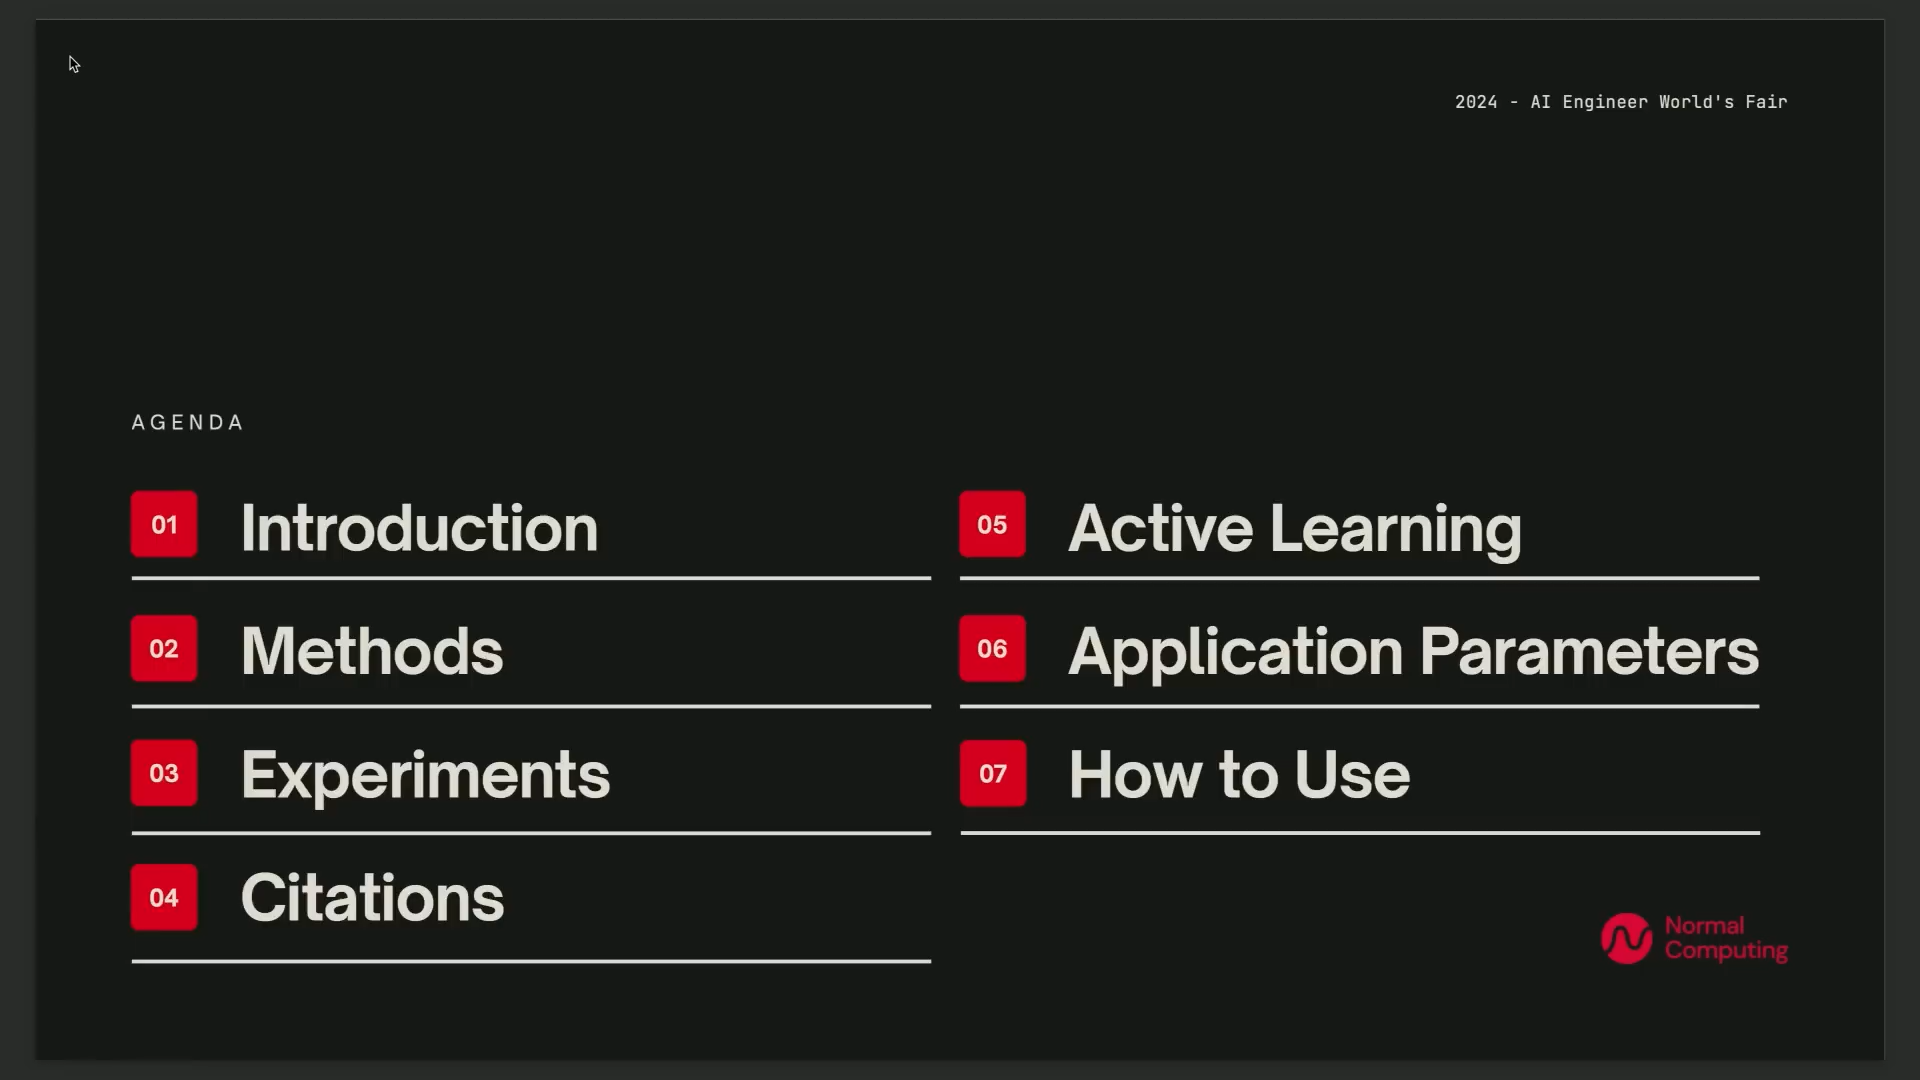 2024 - AI Engineer World's Fair
AGENDA
01 Introduction
02 Methods
03 Experiments
04 Citations
05 Active Learning
06 Application Parameters
07 How to Use
Normal
Computing